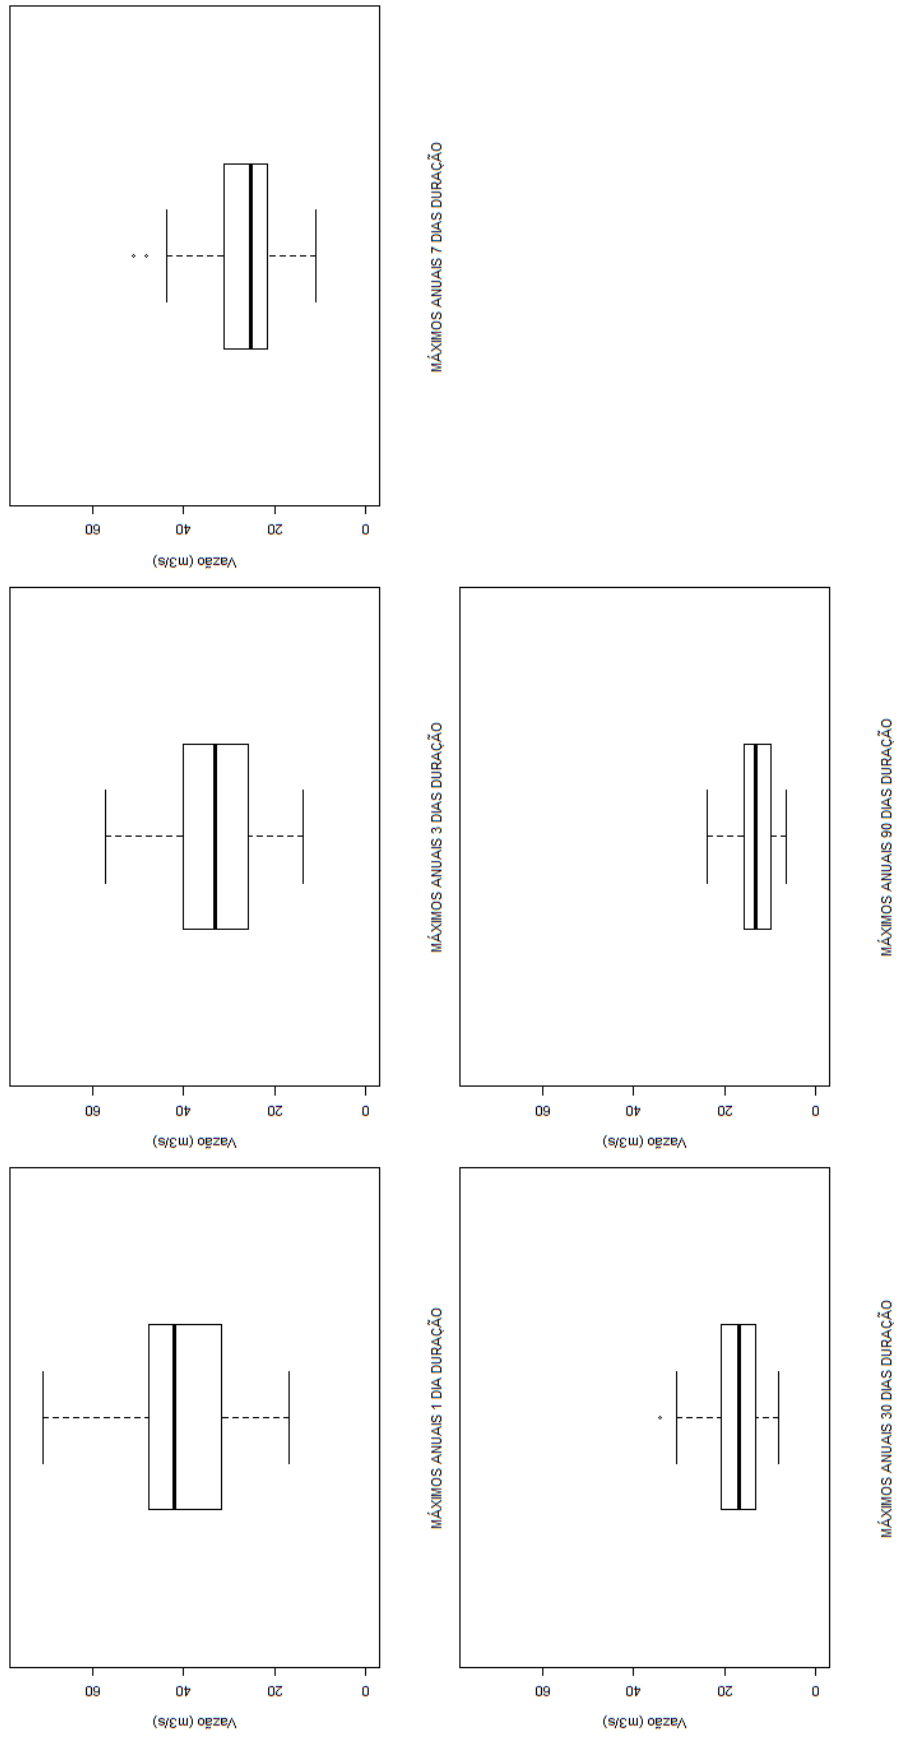 Vazão (m3/s)
0 20 40 60
MÁXIMOS ANUAIS 1 DIA DURAÇÃO
Vazão (m3/s)
0 20 40 60
MÁXIMOS ANUAIS 3 DIAS DURAÇÃO
Vazão (m3/s)
0 20 40 60
MÁXIMOS ANUAIS 7 DIAS DURAÇÃO
Vazão (m3/s)
0 20 40 60
MÁXIMOS ANUAIS 30 DIAS DURAÇÃO
Vazão (m3/s)
0 20 40 60
MÁXIMOS ANUAIS 90 DIAS DURAÇÃO